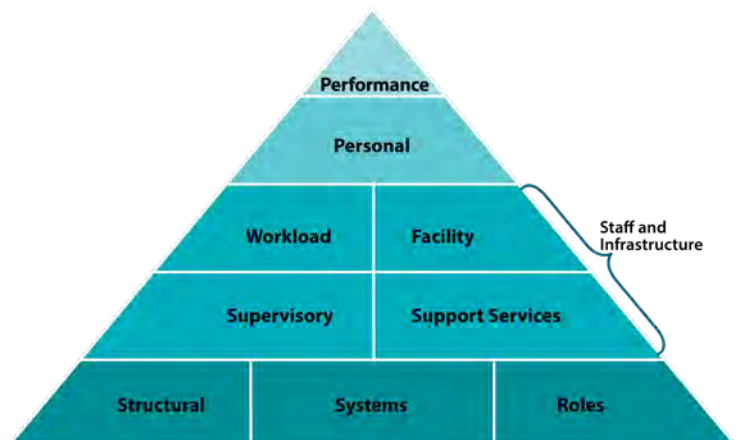 Performance
Personal
Workload Facility
Staff and
Infrastructure
Supervisory Support Services
Structural Systems Roles